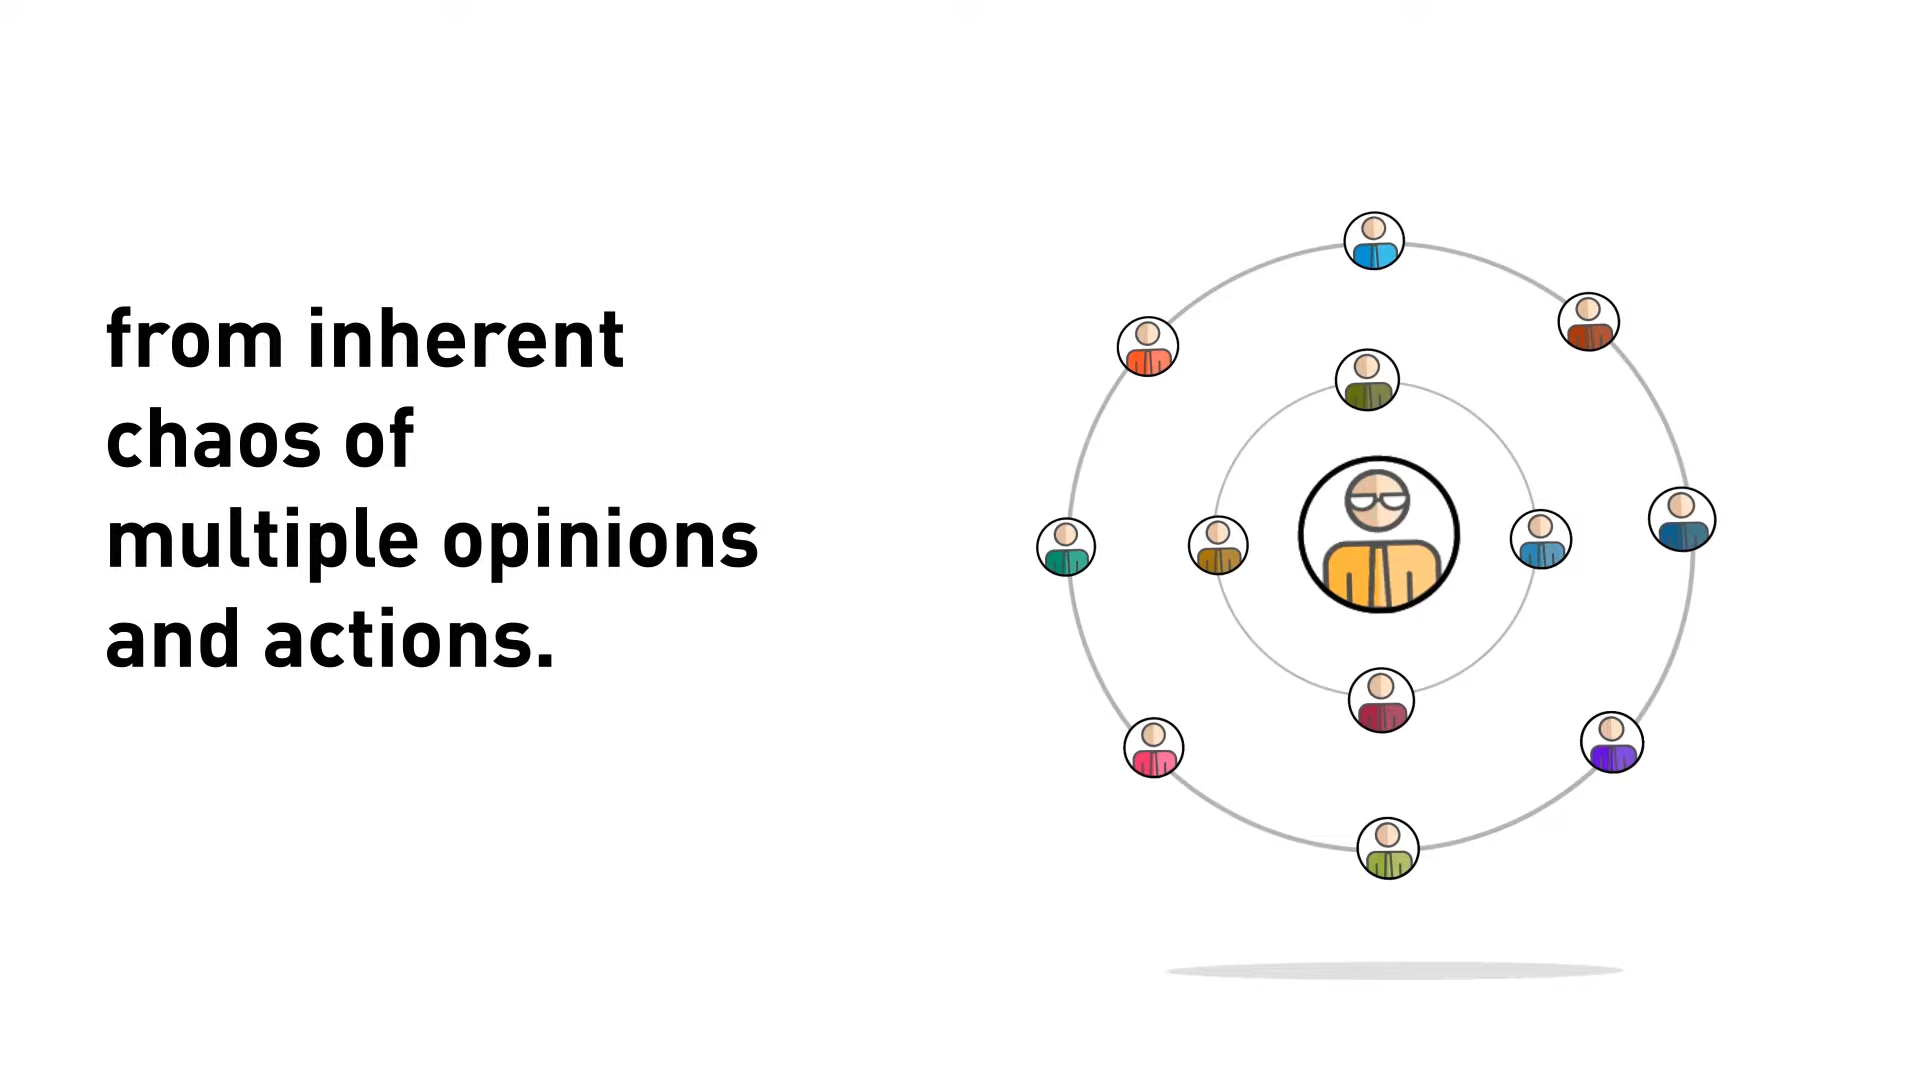 from inherent
chaos of
multiple opinions
and actions.